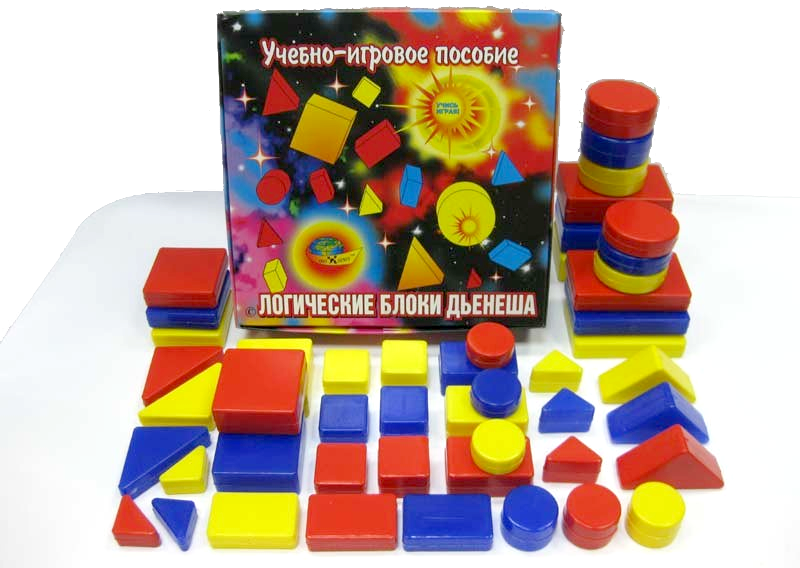 Учебно-игровое пособие
УЧИСЬ
ИГРАЯ!
© ЛОГИЧЕСКИЕ БЛОКИ ДЬЕНЕША